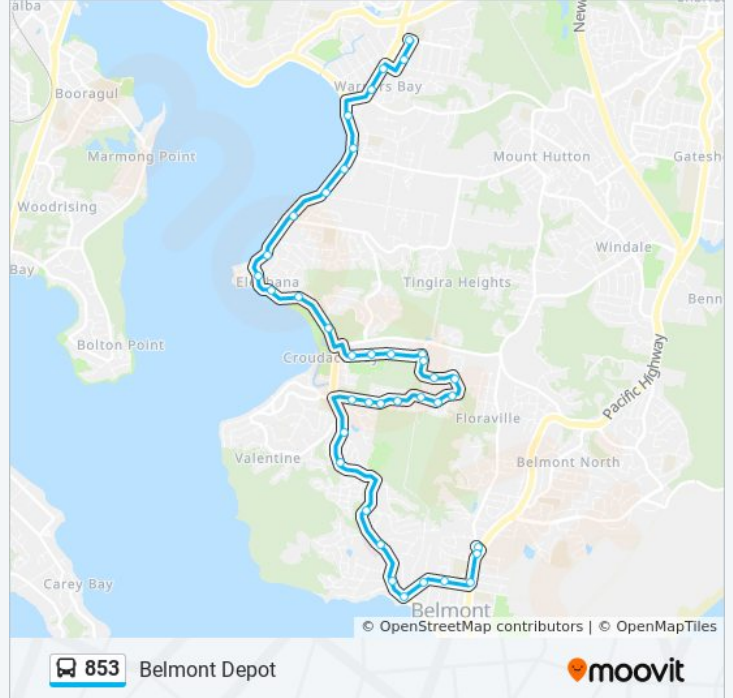 alba
New
Warners Bay
Booragul
Marmong Point
Mount Hutton
Gatesh
Woodrising
Windale
Bay
Eleebana
Tingira Heights
Benn
Bolton Point
Pacific Highway
Croudace Bay
Floraville
Valentine
Belmont North
Carey Bay
Belmont
© OpenStreetMap contributors | © OpenMapTiles
853 Belmont Depot
moovit